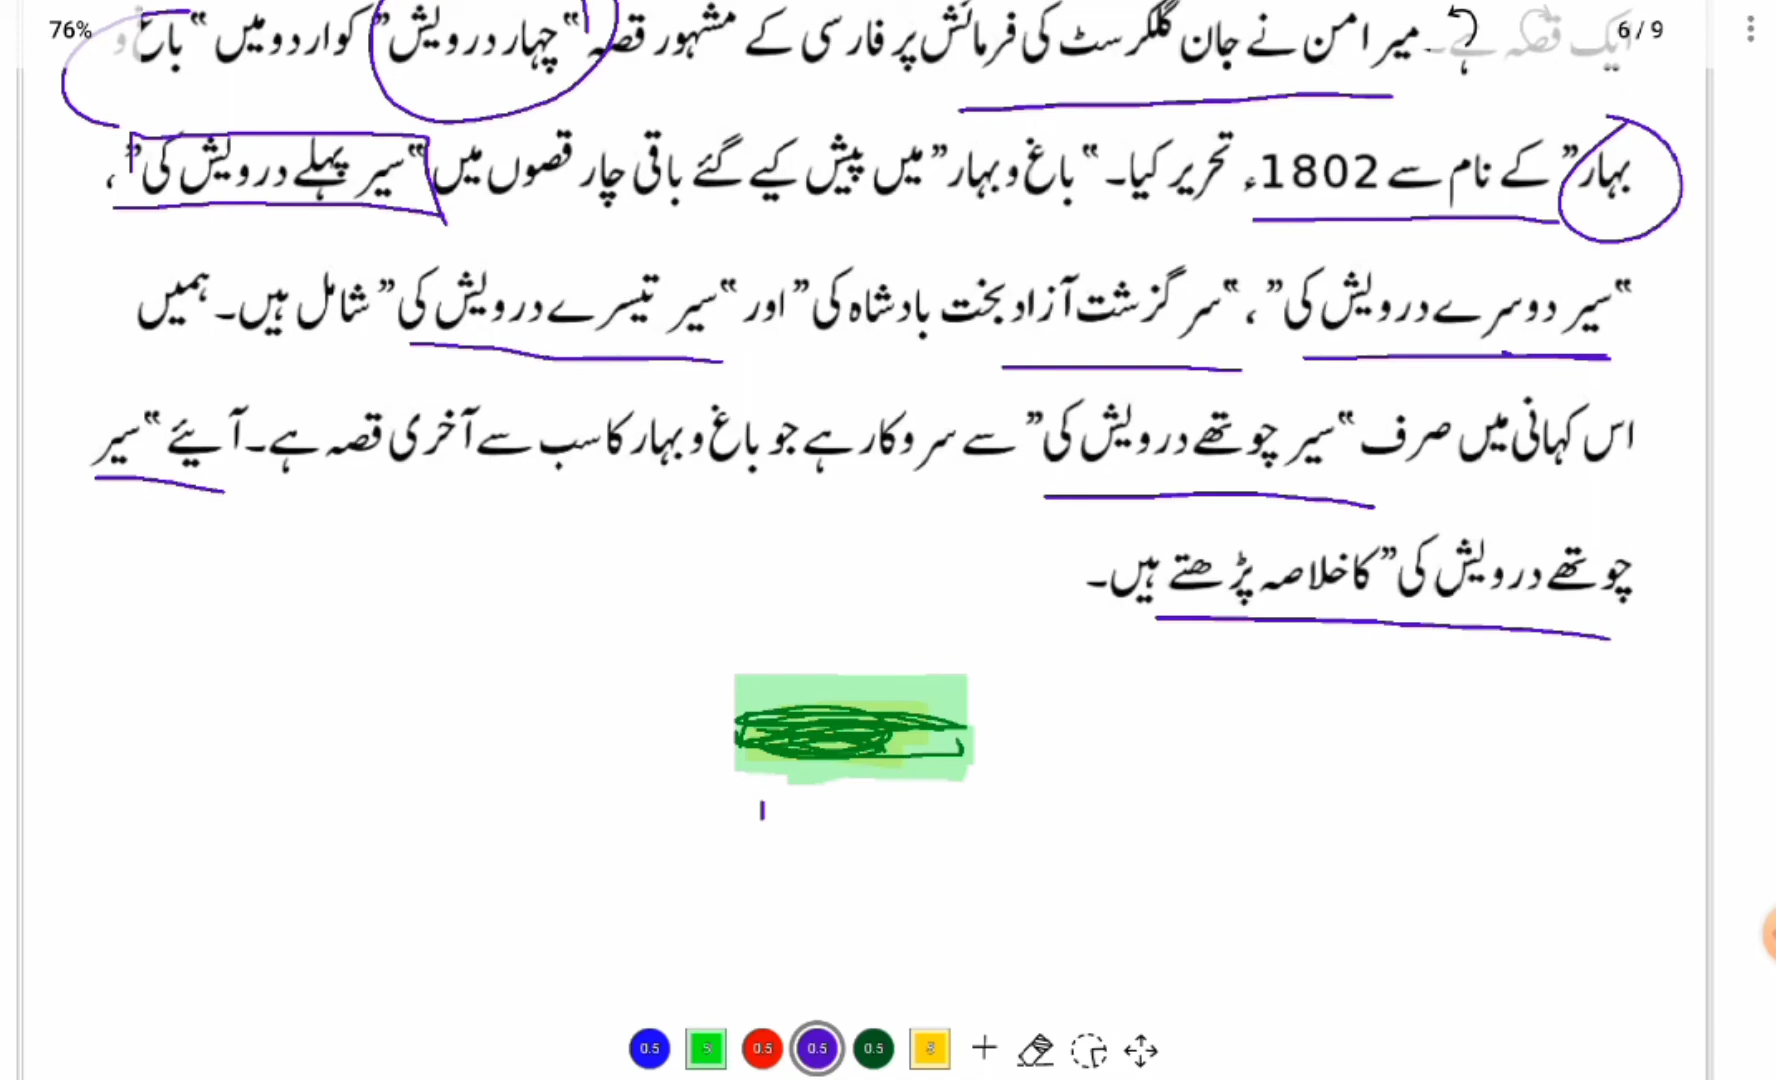 76%
6 / 9
ایک قصہ ہے۔ میر امن نے جان گلکرسٹ کی فرمائش پر فارسی کے مشہور قصہ “چہار درویش” کو اردو میں “باغ و
بہار” کے نام سے 1802ء تحریر کیا۔ “باغ و بہار” میں پیش کیے گئے باقی چار قصوں میں “سیر پہلے درویش کی”،
“سیر دوسرے درویش کی”، “سر گزشت آزاد بخت بادشاہ کی” اور “سیر تیسرے درویش کی” شامل ہیں۔ ہمیں
اس کہانی میں صرف “سیر چوتھے درویش کی” سے سروکار ہے جو باغ و بہار کا سب سے آخری قصہ ہے۔ آیئے “سیر
چوتھے درویش کی” کا خلاصہ پڑھتے ہیں۔
0.5 5 0.5 0.5 0.5 5